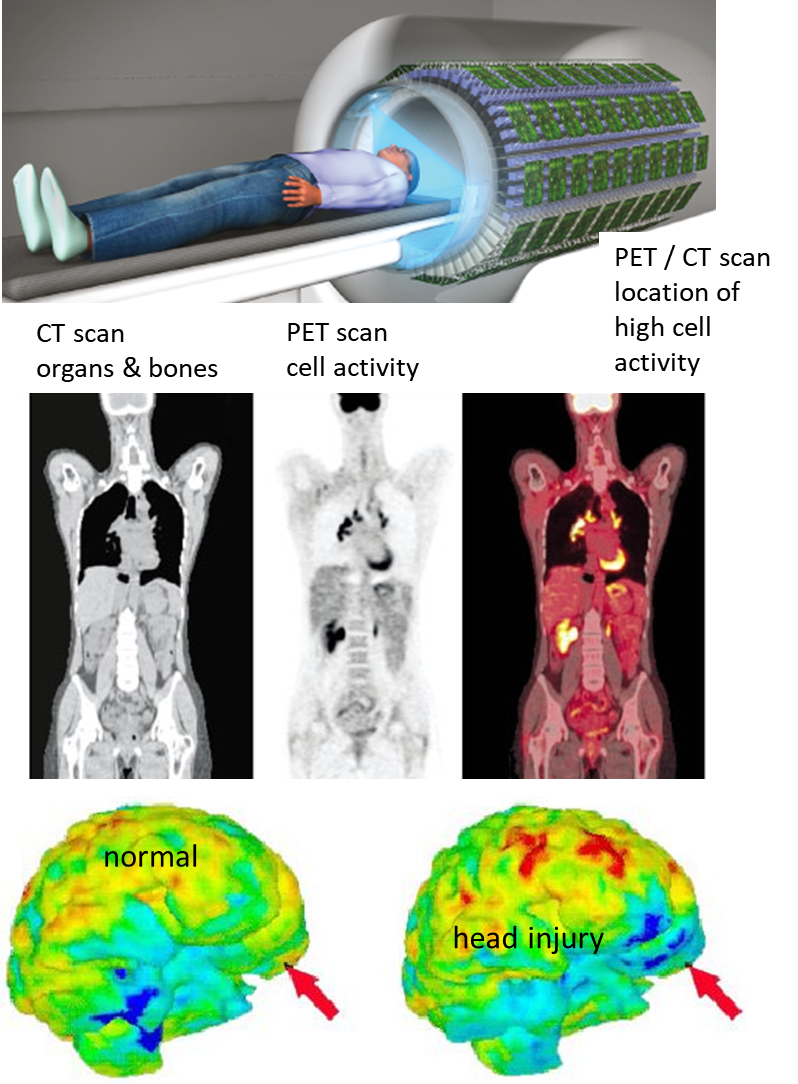 PET / CT scan
location of
high cell
activity
CT scan
organs & bones
PET scan
cell activity
normal
head injury